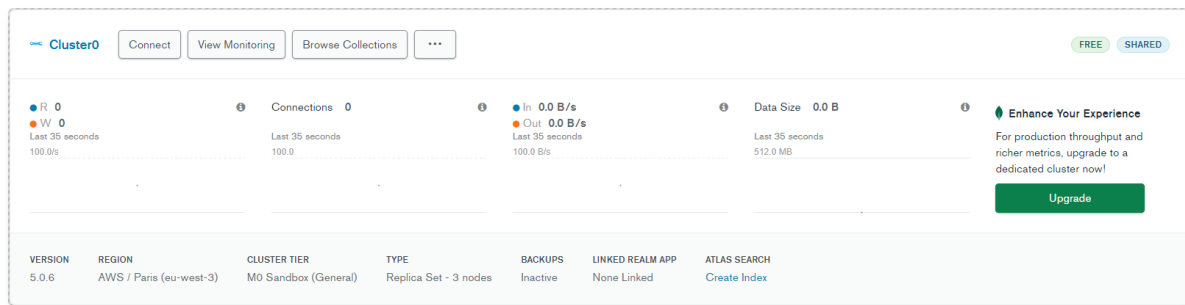 Cluster0 Connect View Monitoring Browse Collections ... FREE SHARED
R 0
W 0
Last 35 seconds
100.0/s
Connections 0
Last 35 seconds
100.0
In 0.0 B/s
Out 0.0 B/s
Last 35 seconds
100.0 B/s
Data Size 0.0 B
Last 35 seconds
512.0 MB
Enhance Your Experience
For production throughput and
richer metrics, upgrade to a
dedicated cluster now!
Upgrade
VERSION REGION CLUSTER TIER TYPE BACKUPS LINKED REALM APP ATLAS SEARCH
5.0.6 AWS / Paris (eu-west-3) M0 Sandbox (General) Replica Set - 3 nodes Inactive None Linked Create Index